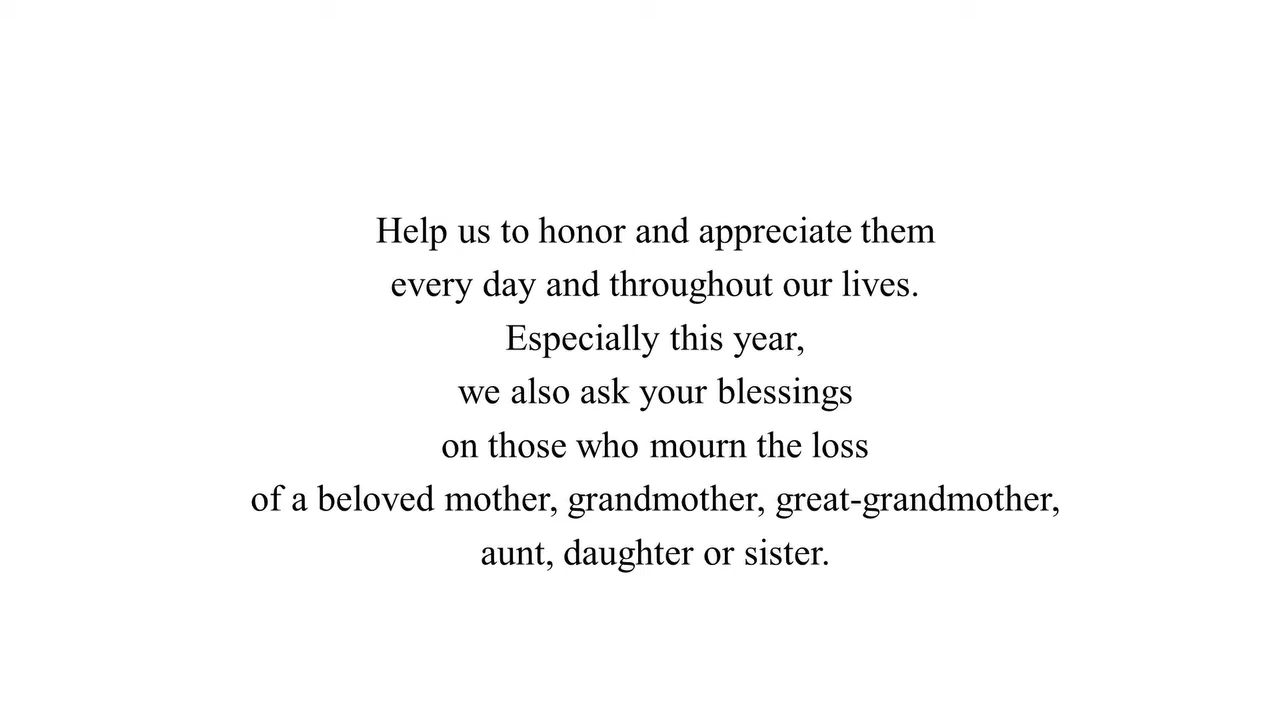 Help us to honor and appreciate them
every day and throughout our lives.
Especially this year,
we also ask your blessings
on those who mourn the loss
of a beloved mother, grandmother, great-grandmother,
aunt, daughter or sister.